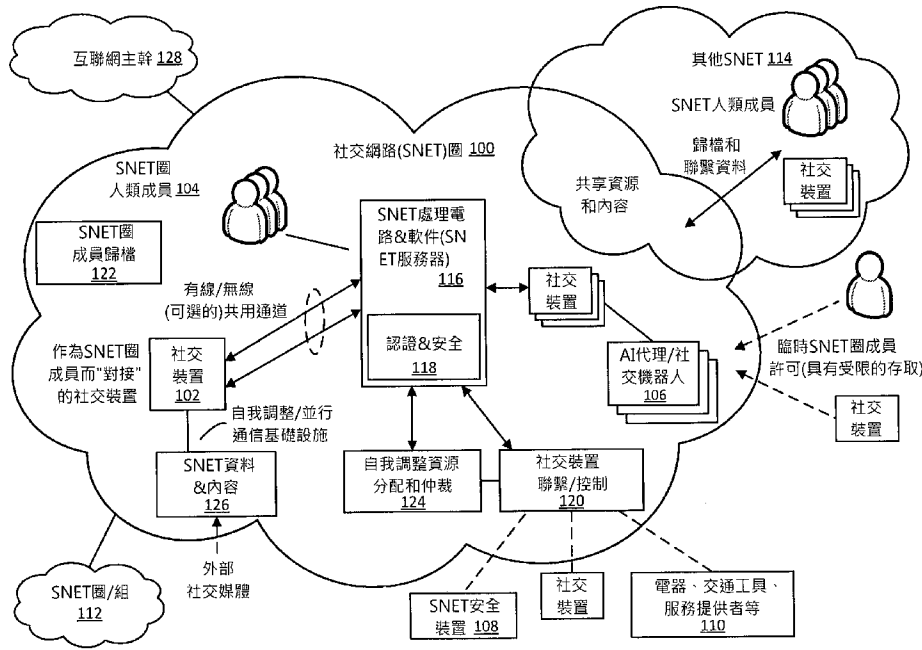 互聯網主幹 128
其他SNET 114
SNET人類成員
歸檔和
聯繫資料
社交
裝置
共享資源
和內容
社交網路(SNET)圈 100
SNET圈
人類成員 104
SNET圈
成員歸檔
122
SNET處理電
路&軟件(SN
ET服務器)
116
認證&安全
118
有線/無線
(可選的)共用通道
社交
裝置
作為SNET圈
成員而"對接"
的社交裝置
社交
裝置
102
AI代理/社
交機器人
106
臨時SNET圈成員
許可(具有受限的存取)
社交
裝置
自我調整/並行
通信基礎設施
SNET資料
&內容
126
自我調整資源
分配和仲裁
124
社交裝置
聯繫/控制
120
外部
社交媒體
SNET圈/組
112
SNET安全
裝置 108
社交
裝置
電器、交通工具、
服務提供者等
110